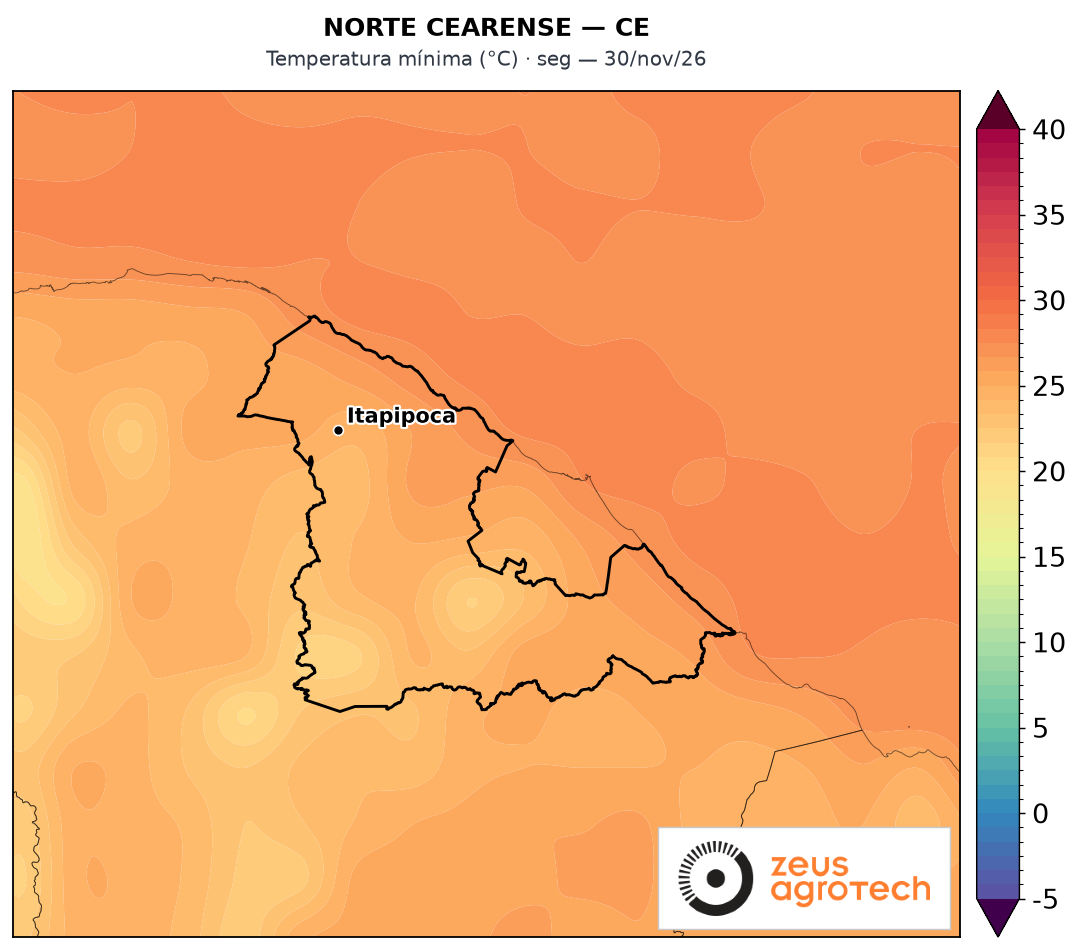 NORTE CEARENSE — CE
Temperatura mínima (°C) · seg — 30/nov/26
Itapipoca
40
35
30
25
20
15
10
5
0
-5
zeus
agrotech